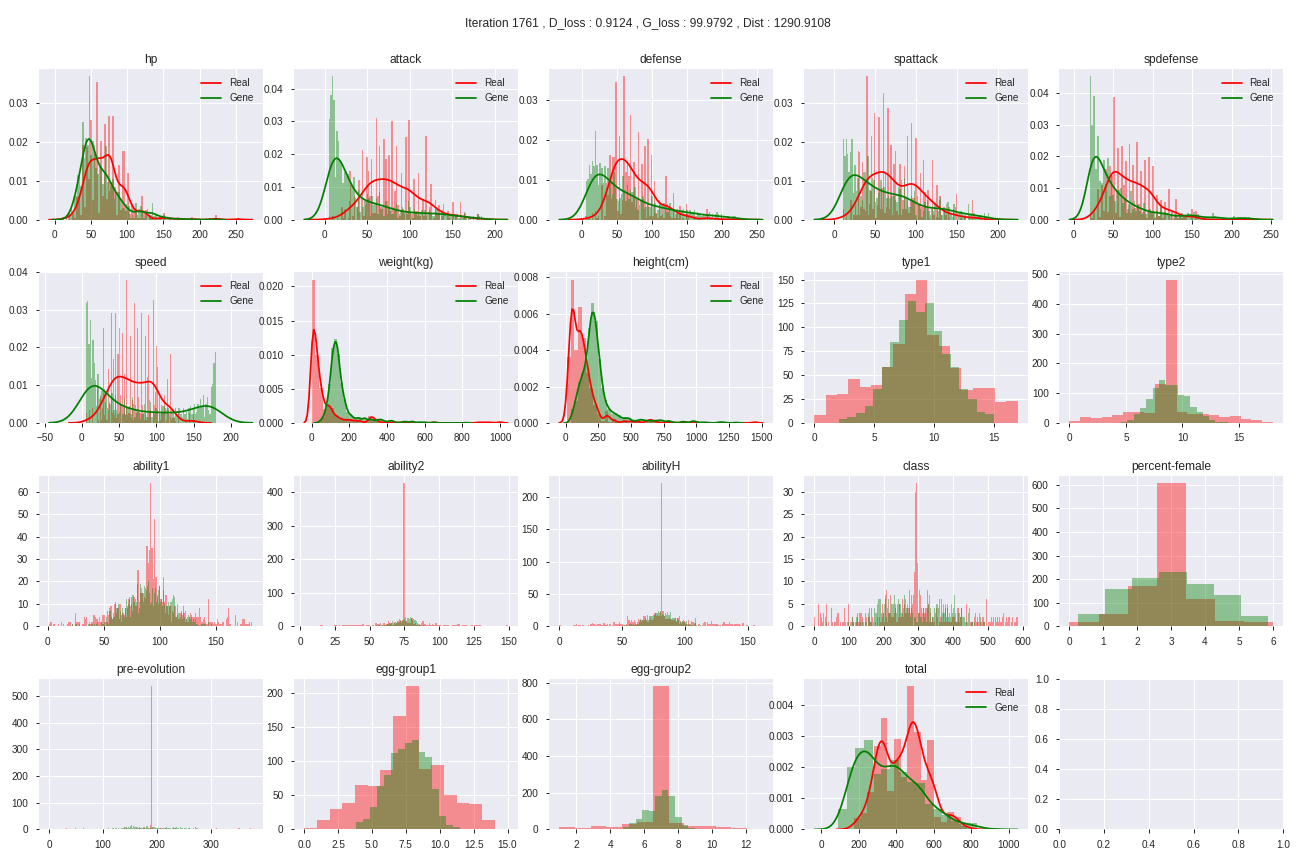 Iteration 1761 , D_loss : 0.9124 , G_loss : 99.9792 , Dist : 1290.9108
hp
attack
defense
spattack
spdefense
Real
Gene
Real
Gene
Real
Gene
Real
Gene
Real
Gene
0.03
0.02
0.01
0.00
0.04
0.03
0.02
0.01
0.00
0.03
0.02
0.01
0.00
0.03
0.02
0.01
0.00
0.04
0.03
0.02
0.01
0.00
0 50 100 150 200 250
0 50 100 150 200
0 50 100 150 200 250
0 50 100 150 200
0 50 100 150 200 250
speed
weight(kg)
height(cm)
type1
type2
Real
Gene
Real
Gene
Real
Gene
0.04
0.03
0.02
0.01
0.00
0.020
0.015
0.010
0.005
0.000
0.008
0.006
0.004
0.002
0.000
150
125
100
75
50
25
0
500
400
300
200
100
0
−50 0 50 100 150 200
0 200 400 600 800 1000
0 250 500 750 1000 1250 1500
0 5 10 15
0 5 10 15
ability1
ability2
abilityH
class
percent-female
60
50
40
30
20
10
0
400
300
200
100
0
200
150
100
50
0
30
25
20
15
10
5
0
600
500
400
300
200
100
0
0 50 100 150
0 25 50 75 100 125 150
0 50 100 150
0 100 200 300 400 500 600
0 1 2 3 4 5 6
pre-evolution
egg-group1
egg-group2
total
Real
Gene
500
400
300
200
100
0
200
150
100
50
0
800
600
400
200
0
0.004
0.003
0.002
0.001
0.000
1.0
0.8
0.6
0.4
0.2
0.0
0 100 200 300
0.0 2.5 5.0 7.5 10.0 12.5 15.0
2 4 6 8 10 12
0 200 400 600 800 1000
0.0 0.2 0.4 0.6 0.8 1.0